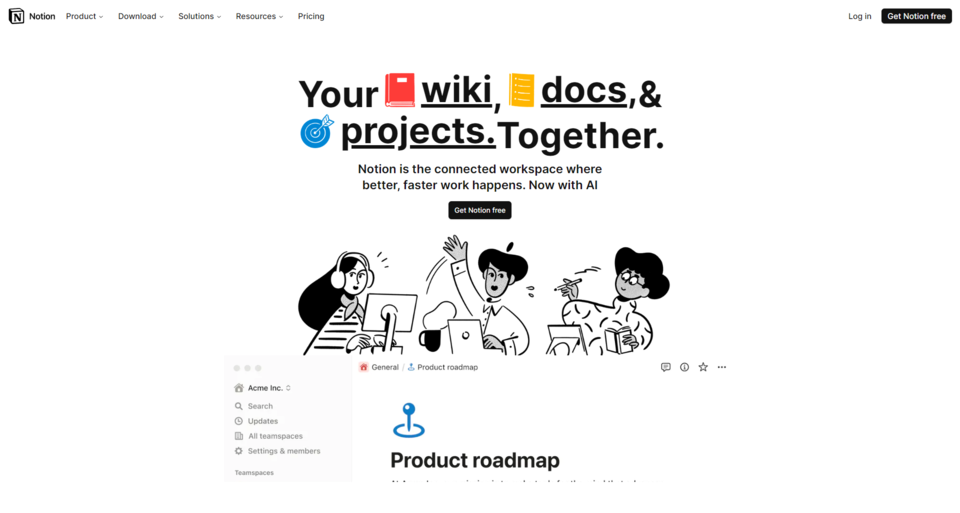 Notion Product Download Solutions Resources Pricing Log in Get Notion free
Your wiki, docs, &
projects. Together.
Notion is the connected workspace where
better, faster work happens. Now with AI
Get Notion free
General / Product roadmap
Acme Inc.
Search
Updates
All teamspaces
Settings & members
Teamspaces
Product roadmap